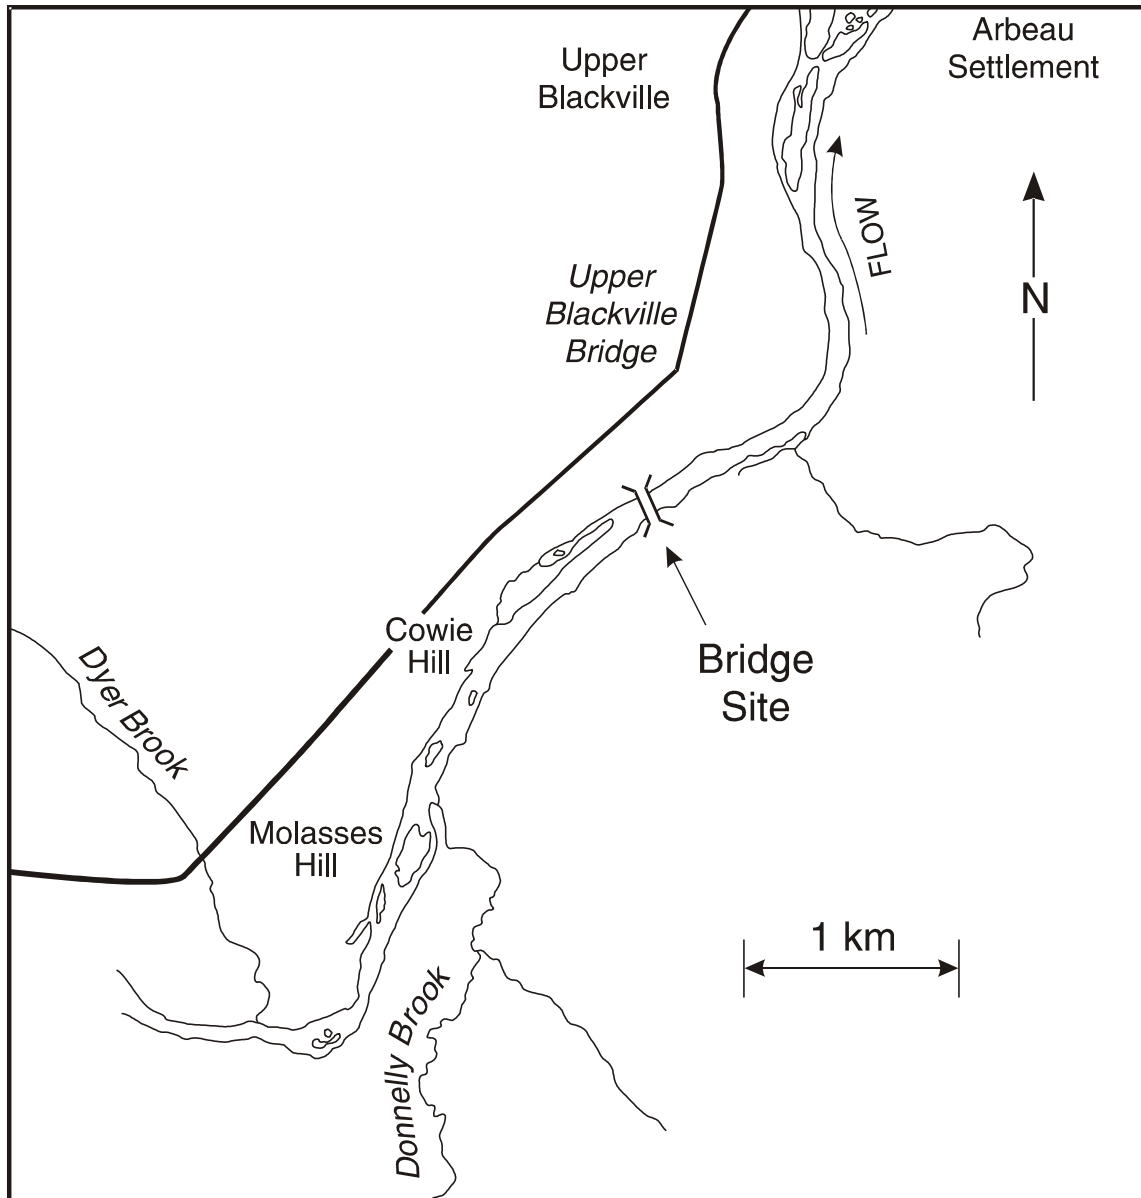 Arbeau
Settlement
Upper
Blackville
FLOW
Upper
Blackville
Bridge
N
Cowie
Hill
Bridge
Site
Dyer Brook
Molasses
Hill
1 km
Donnelly Brook